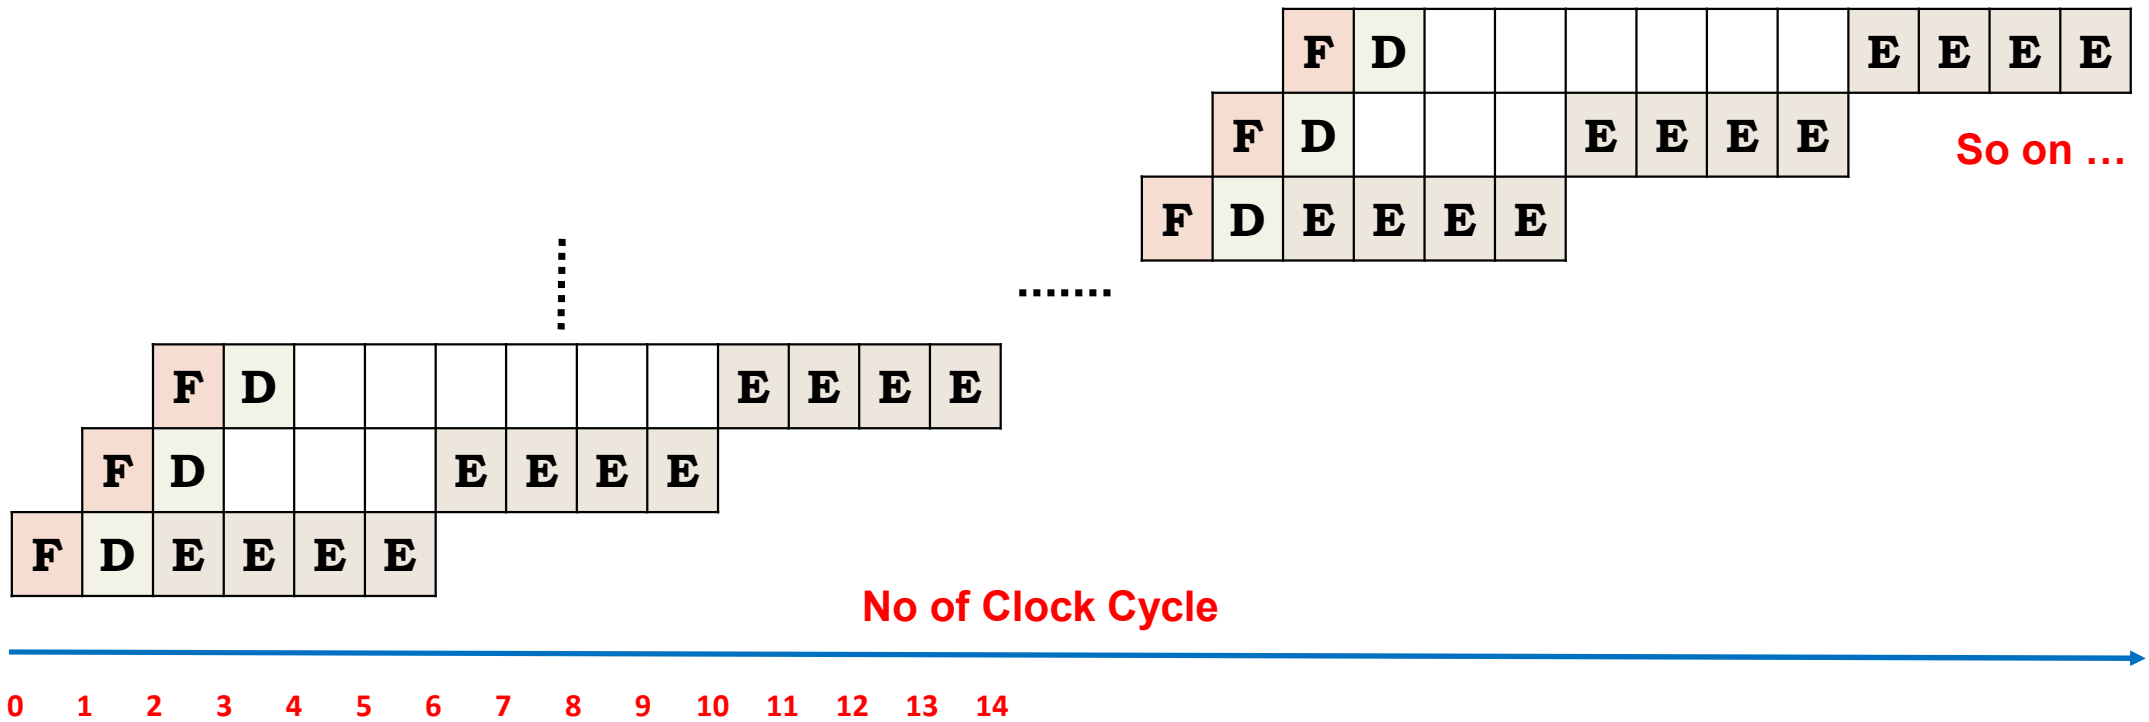 F D E E E E
F D E E E E
So on ...
F D E E E E
.......
F D E E E E
F D E E E E
F D E E E E
No of Clock Cycle
0 1 2 3 4 5 6 7 8 9 10 11 12 13 14